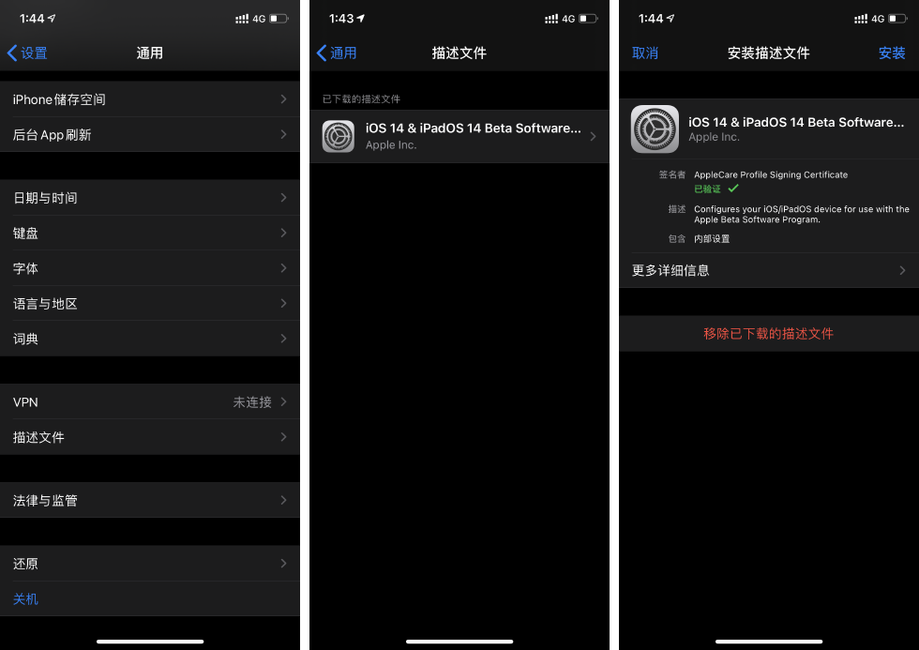 1:44
4G
设置
通用
iPhone储存空间
后台App刷新
日期与时间
键盘
字体
语言与地区
词典
VPN
未连接
描述文件
法律与监管
还原
关机
1:43
4G
通用
描述文件
已下载的描述文件
iOS 14 & iPadOS 14 Beta Software...
Apple Inc.
1:44
4G
取消
安装描述文件
安装
iOS 14 & iPadOS 14 Beta Software...
Apple Inc.
签名者 AppleCare Profile Signing Certificate
已验证
描述 Configures your iOS/iPadOS device for use with the
Apple Beta Software Program.
包含 内部设置
更多详细信息
移除已下载的描述文件